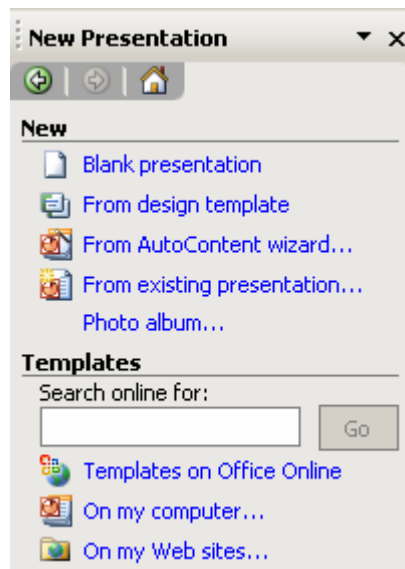 New Presentation
New
Blank presentation
From design template
From AutoContent wizard...
From existing presentation...
Photo album...
Templates
Search online for:
Go
Templates on Office Online
On my computer...
On my Web sites...